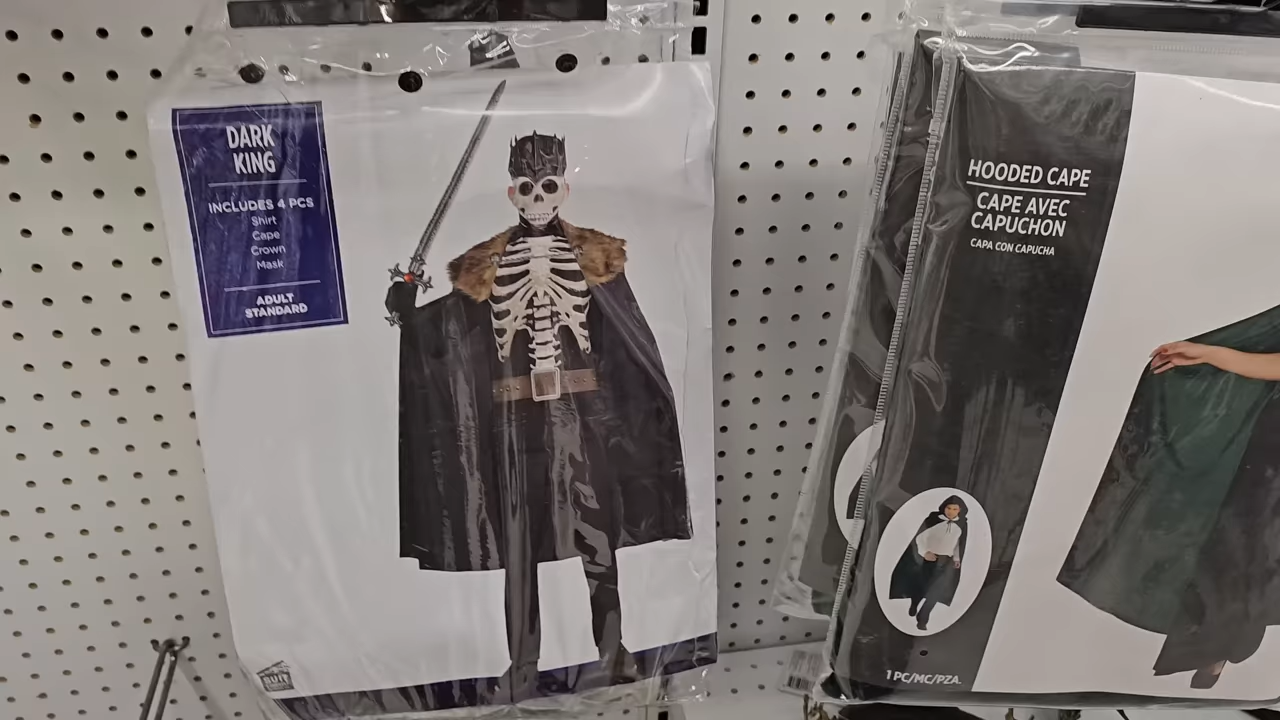 DARK
KING
INCLUDES 4 PCS
Shirt
Cape
Crown
Mask
ADULT
STANDARD
HOODED CAPE
CAPE AVEC
CAPUCHON
CAPA CON CAPUCHA
1 PC/MC/PZA.